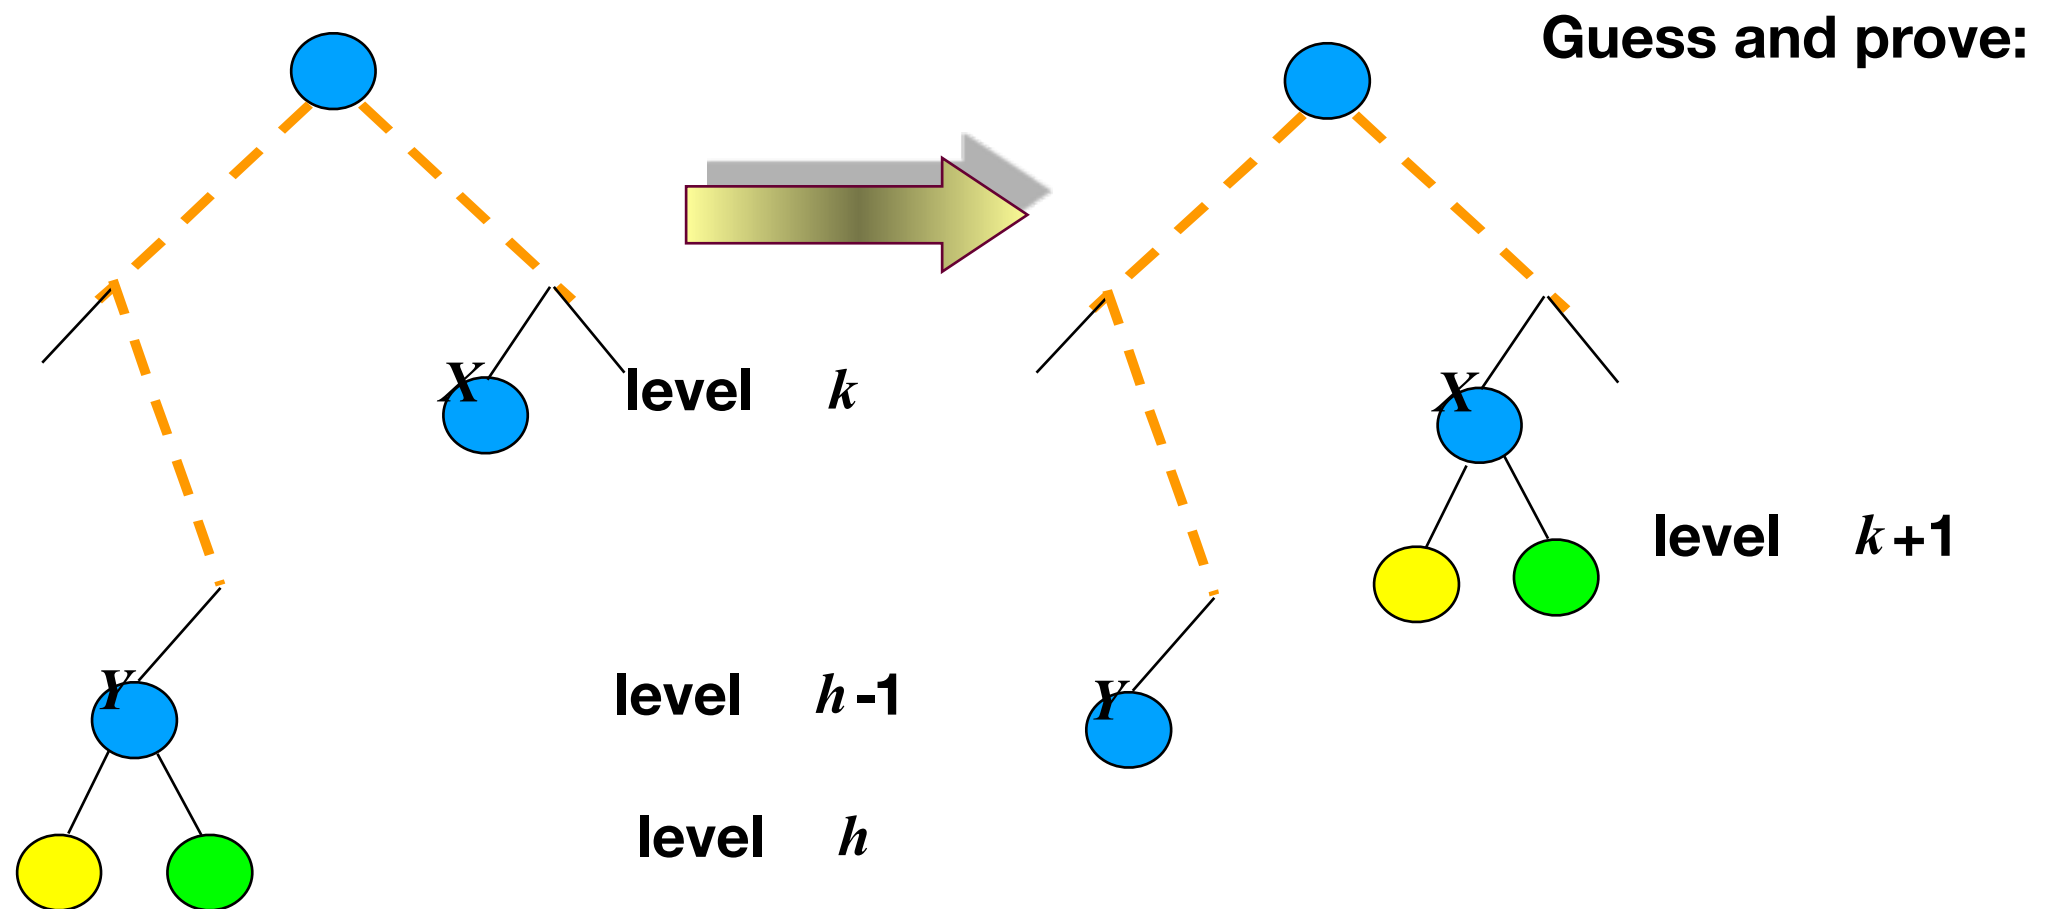 Guess and prove:
X
level k
X
level k+1
Y
level h-1
Y
level h